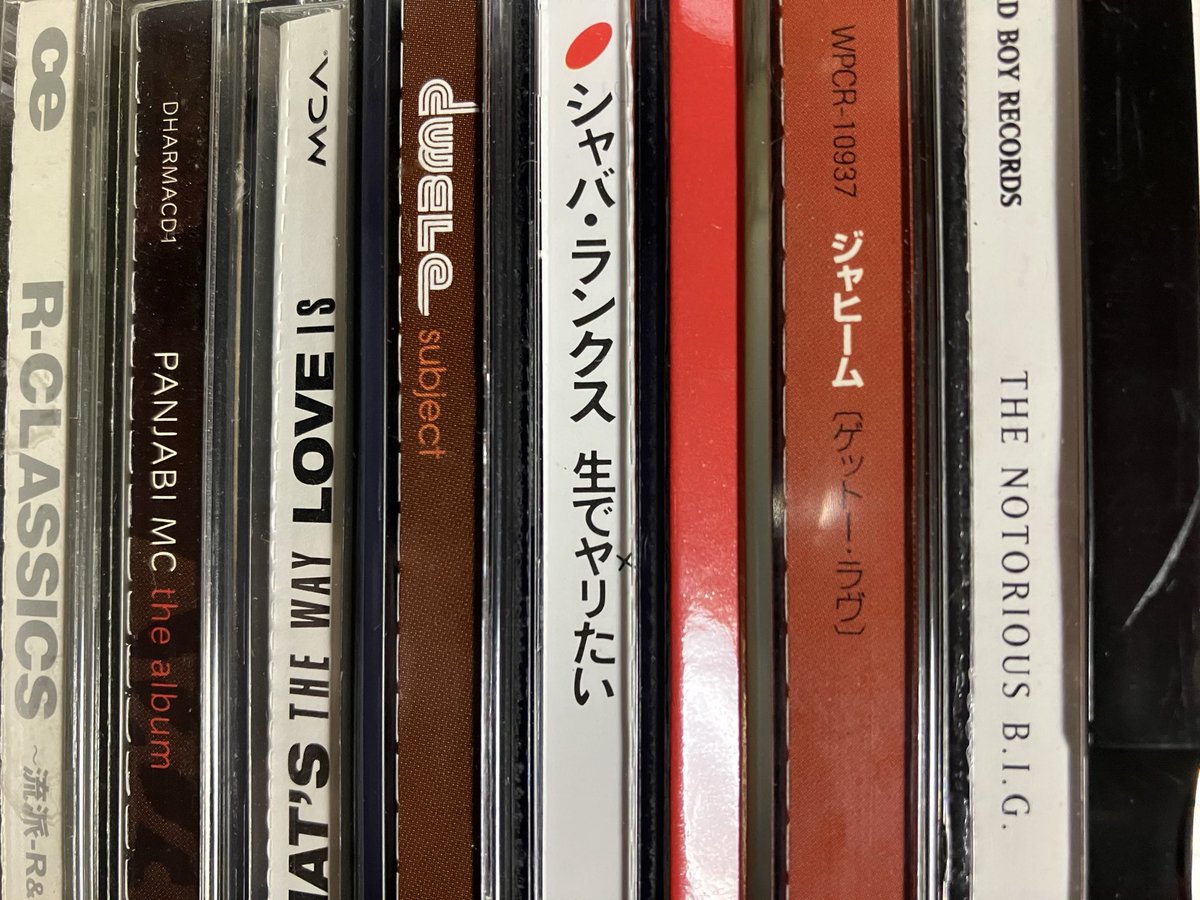 ce R-CLASSICS ~流派-R&
DHARMACD1 PANJABI MC the album
MCA
HAT'S THE WAY LOVE IS
dwele subject
シャバ・ランクス 生でヤリたい
WPCR-10937 ジャヒーム [ゲットー・ラヴ]
D BOY RECORDS THE NOTORIOUS B.I.G.